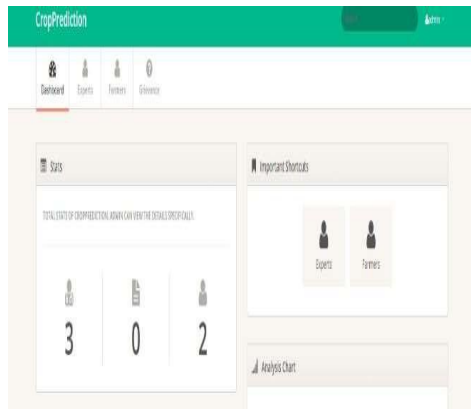 CropPrediction
admin
Dashboard Experts Farmers Grievance
Stats
TOTAL STATS OF CROPPREDICTION. ADMIN CAN VIEW THE DETAILS SPECIFICALLY.
3 0 2
Important Shortcuts
Experts Farmers
Analysis Chart